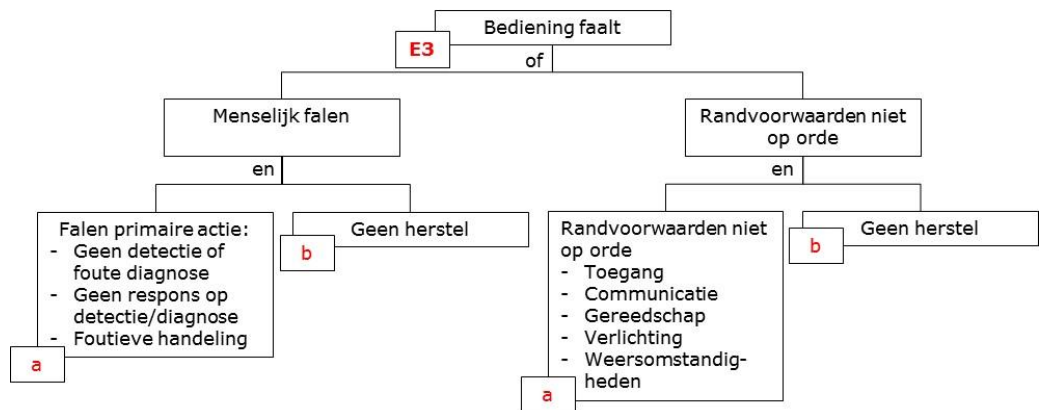 Bediening faalt
E3
of
Menselijk falen
Randvoorwaarden niet
op orde
en
en
Falen primaire actie:
- Geen detectie of
foute diagnose
- Geen respons op
detectie/diagnose
- Foutieve handeling
a
Geen herstel
b
Randvoorwaarden niet
op orde
- Toegang
- Communicatie
- Gereedschap
- Verlichting
- Weersomstandig-
heden
a
Geen herstel
b